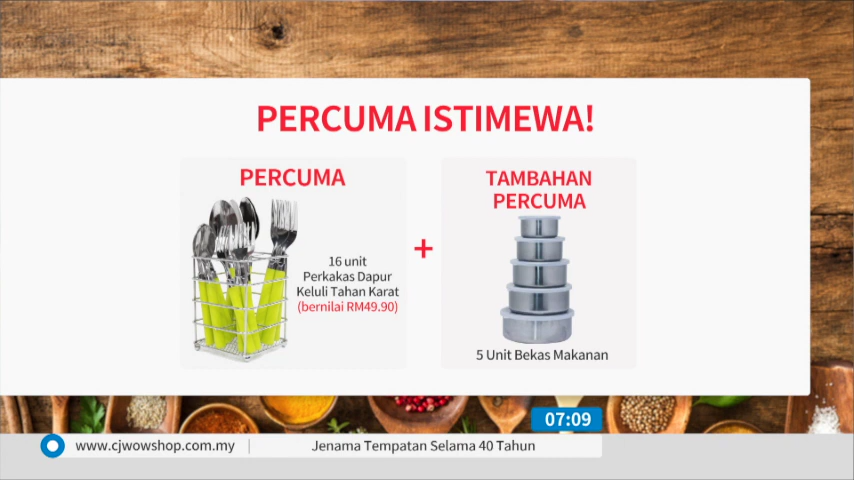 PERCUMA ISTIMEWA!
PERCUMA
16 unit
Perkakas Dapur
Keluli Tahan Karat
(bernilai RM49.90)
+
TAMBAHAN
PERCUMA
5 Unit Bekas Makanan
07:09
www.cjwowshop.com.my | Jenama Tempatan Selama 40 Tahun